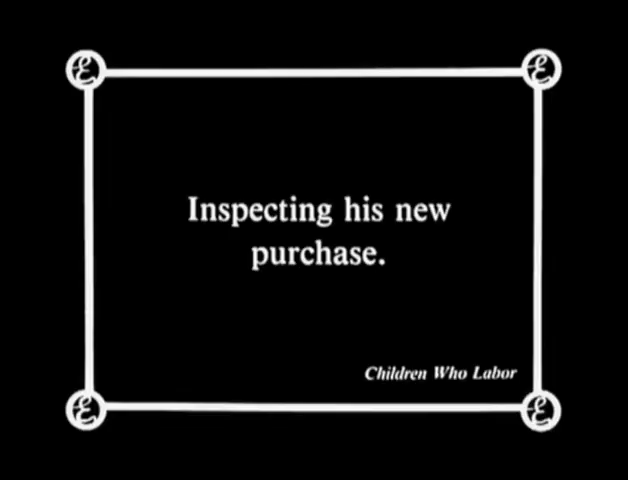 E E
Inspecting his new
purchase.
Children Who Labor
E E